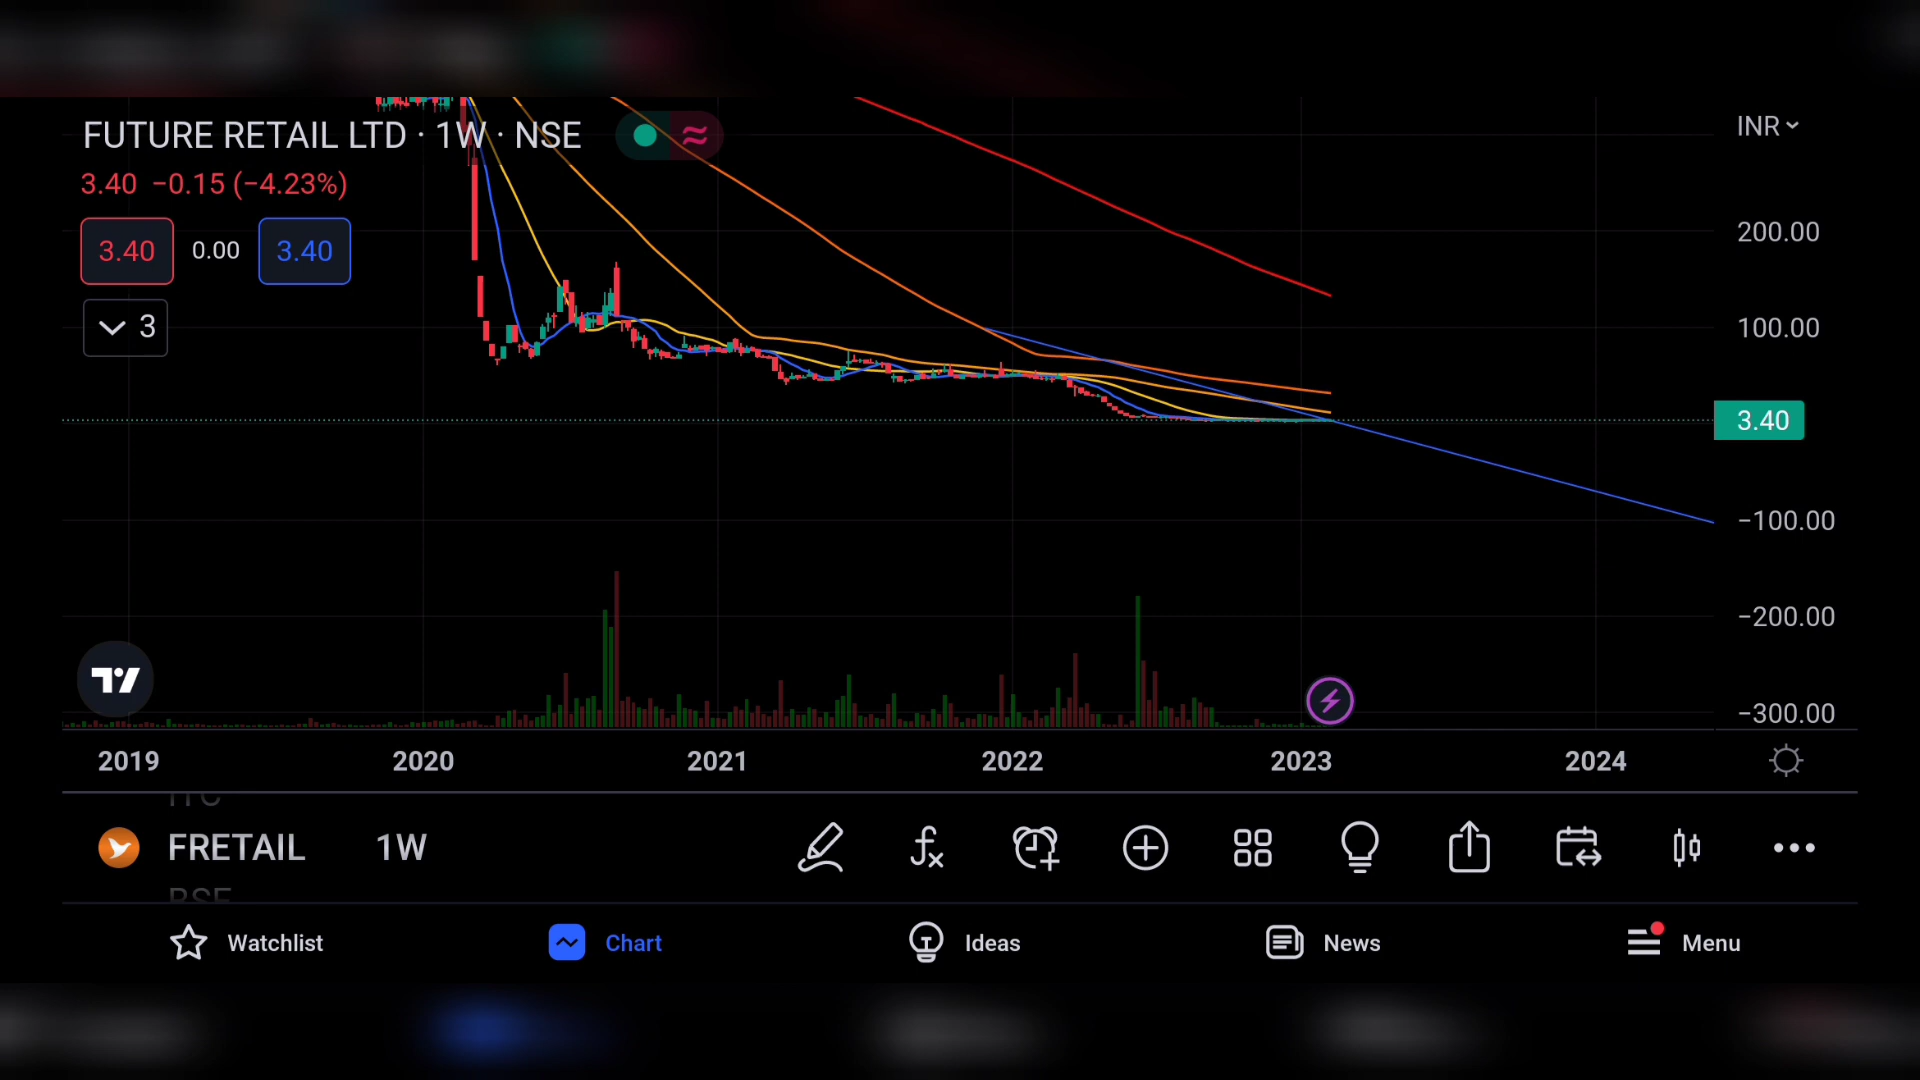 FUTURE RETAIL LTD · 1W · NSE
INR
3.40 −0.15 (−4.23%)
3.40 0.00 3.40
3
200.00
100.00
3.40
−100.00
−200.00
−300.00
2019 2020 2021 2022 2023 2024
ITC
FRETAIL 1W
BSE
Watchlist Chart Ideas News Menu